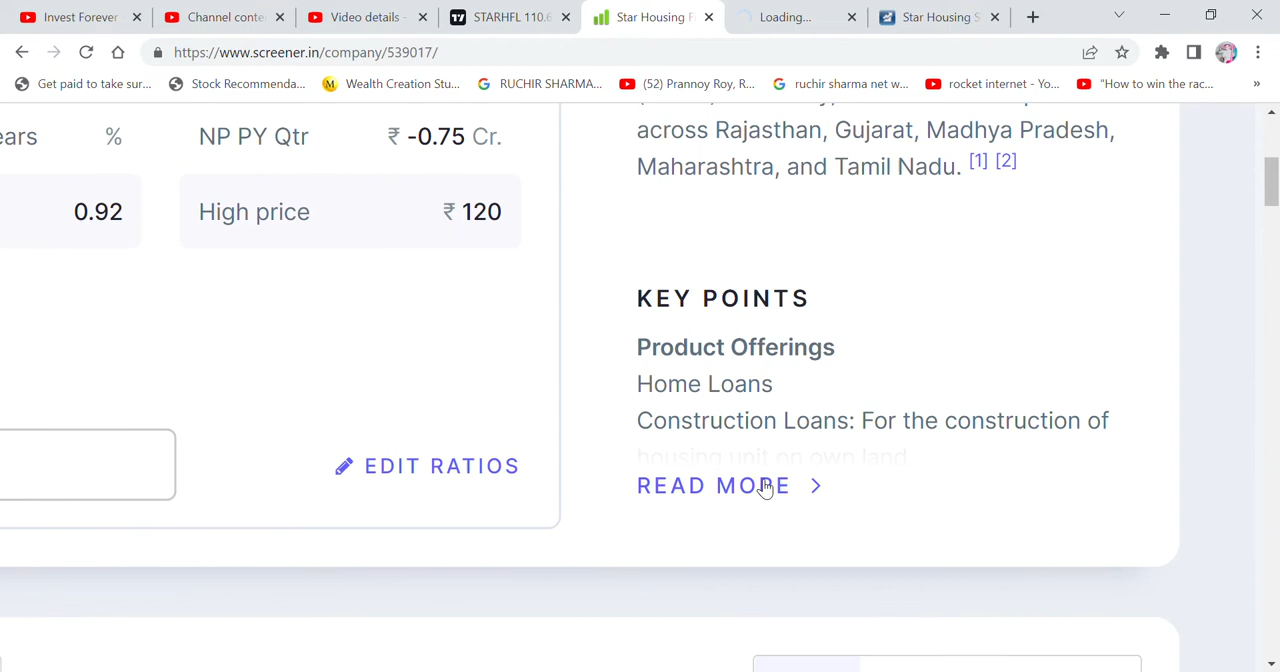 Invest Forever
Channel conte
Video details -
STARHFL 110.6
Star Housing Fi
Loading...
Star Housing S
https://www.screener.in/company/539017/
Get paid to take sur...
Stock Recommenda...
Wealth Creation Stu...
RUCHIR SHARMA...
(52) Prannoy Roy, R...
ruchir sharma net w...
rocket internet - Yo...
"How to win the rac...
»
across Rajasthan, Gujarat, Madhya Pradesh,
Maharashtra, and Tamil Nadu. [1] [2]
ears %
NP PY Qtr ₹ -0.75 Cr.
0.92
High price ₹ 120
KEY POINTS
Product Offerings
Home Loans
Construction Loans: For the construction of
housing unit on own land
READ MORE
EDIT RATIOS